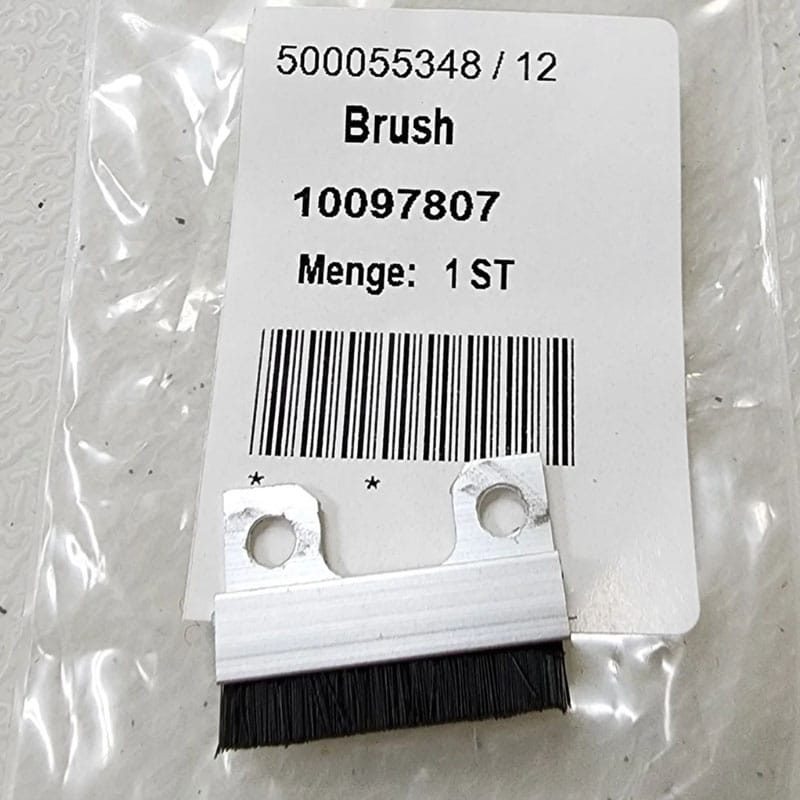 500055348 / 12
Brush
10097807
Menge: 1 ST
* *